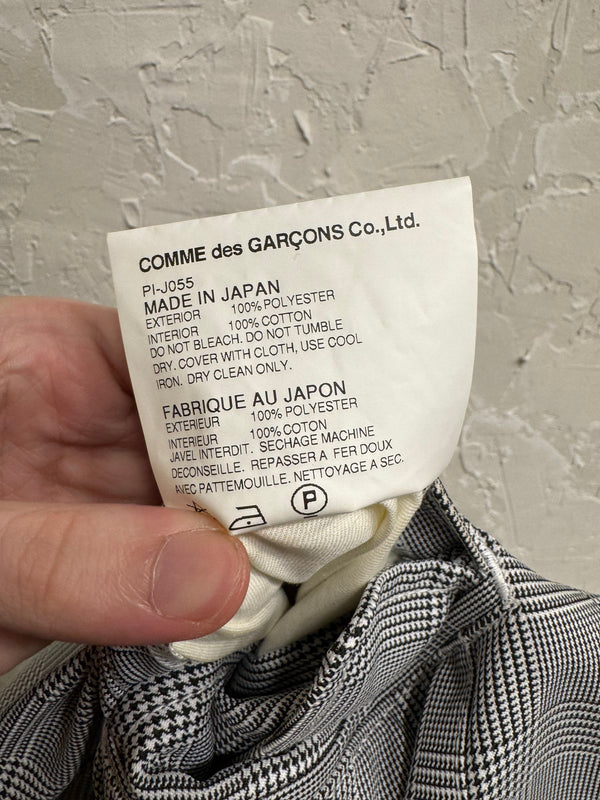 COMME des GARÇONS Co.,Ltd.
PI-J055
MADE IN JAPAN
EXTERIOR 100% POLYESTER
INTERIOR 100% COTTON
DO NOT BLEACH. DO NOT TUMBLE
DRY. COVER WITH CLOTH, USE COOL
IRON. DRY CLEAN ONLY.
FABRIQUE AU JAPON
EXTERIEUR 100% POLYESTER
INTERIEUR 100% COTON
JAVEL INTERDIT. SECHAGE MACHINE
DECONSEILLE. REPASSER A FER DOUX
AVEC PATTEMOUILLE. NETTOYAGE A SEC.
P